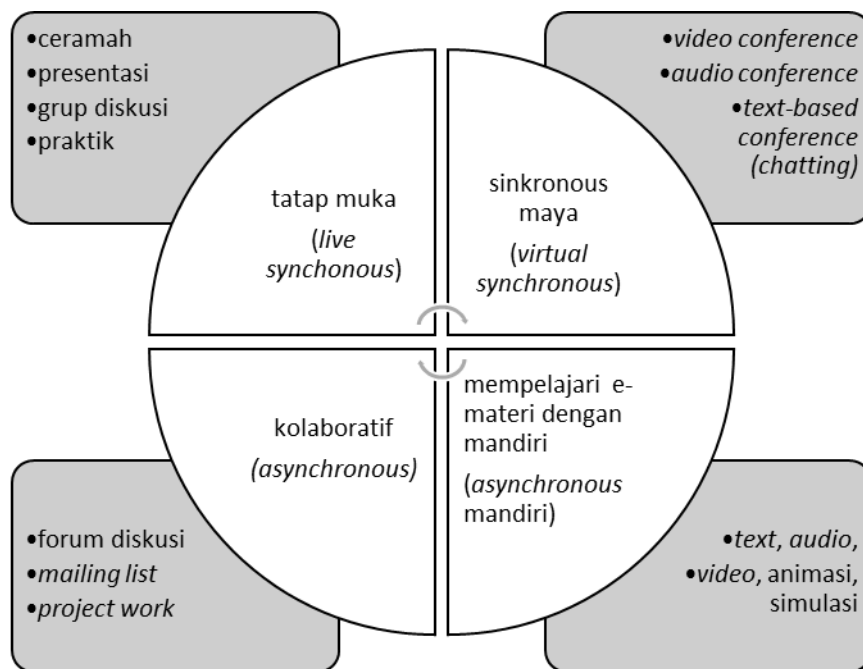 •ceramah
•presentasi
•grup diskusi
•praktik
tatap muka
(live
synchonous)
•video conference
•audio conference
•text-based
conference
(chatting)
sinkronous
maya
(virtual
synchronous)
kolaboratif
(asynchronous)
•forum diskusi
•mailing list
•project work
mempelajari e-
materi dengan
mandiri
(asynchronous
mandiri)
•text, audio,
•video, animasi,
simulasi